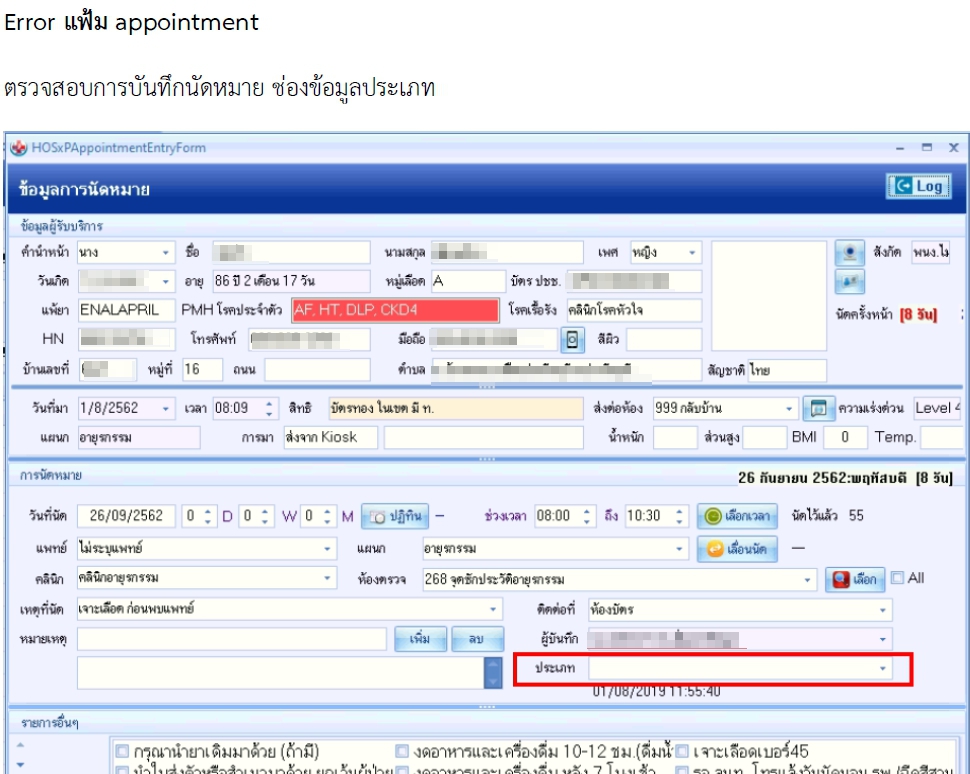 Error แฟ้ม appointment
ตรวจสอบการบันทึกนัดหมาย ช่องข้อมูลประเภท
HOSxPAppointmentEntryForm
ข้อมูลการนัดหมาย Log
ข้อมูลผู้รับบริการ
คำนำหน้า นาง ชื่อ นามสกุล เพศ หญิง สังกัด
วันเกิด อายุ 86 ปี 2 เดือน 17 วัน หมู่เลือด A บัตร ปชช.
แพ้ยา ENALAPRIL PMH โรคประจำตัว AF, HT, DLP, CKD4 โรคเรื้อรัง คลินิกโรคหัวใจ นัดครั้งหน้า [8 วัน]
HN โทรศัพท์ มือถือ สีผิว
บ้านเลขที่ หมู่ที่ 16 ถนน ตำบล สัญชาติ ไทย
วันที่มา 1/8/2562 เวลา 08:09 สิทธิ บัตรทอง ในเขต มี ท. ส่งต่อห้อง 999 กลับบ้าน ความเร่งด่วน Level 4
แผนก อายุรกรรม การมา ส่งจาก Kiosk น้ำหนัก ส่วนสูง BMI 0 Temp.
การนัดหมาย 26 กันยายน 2562:พฤหัสบดี [8 วัน]
วันที่นัด 26/09/2562 0 D 0 W 0 M ปฏิทิน – ช่วงเวลา 08:00 ถึง 10:30 เลือกเวลา นัดไว้แล้ว 55
แพทย์ ไม่ระบุแพทย์ แผนก อายุรกรรม เลื่อนนัด —
คลินิก คลินิกอายุรกรรม ห้องตรวจ 268 จุดซักประวัติอายุรกรรม เลือก All
เหตุที่นัด เจาะเลือด ก่อนพบแพทย์ ติดต่อที่ ห้องบัตร
หมายเหตุ เพิ่ม ลบ ผู้บันทึก
ประเภท
01/08/2019 11:55:40
รายการอื่นๆ
กรุณานำยาเดิมมาด้วย (ถ้ามี) งดอาหารและเครื่องดื่ม 10-12 ชม.(ดื่มน้ำ เจาะเลือดเบอร์45